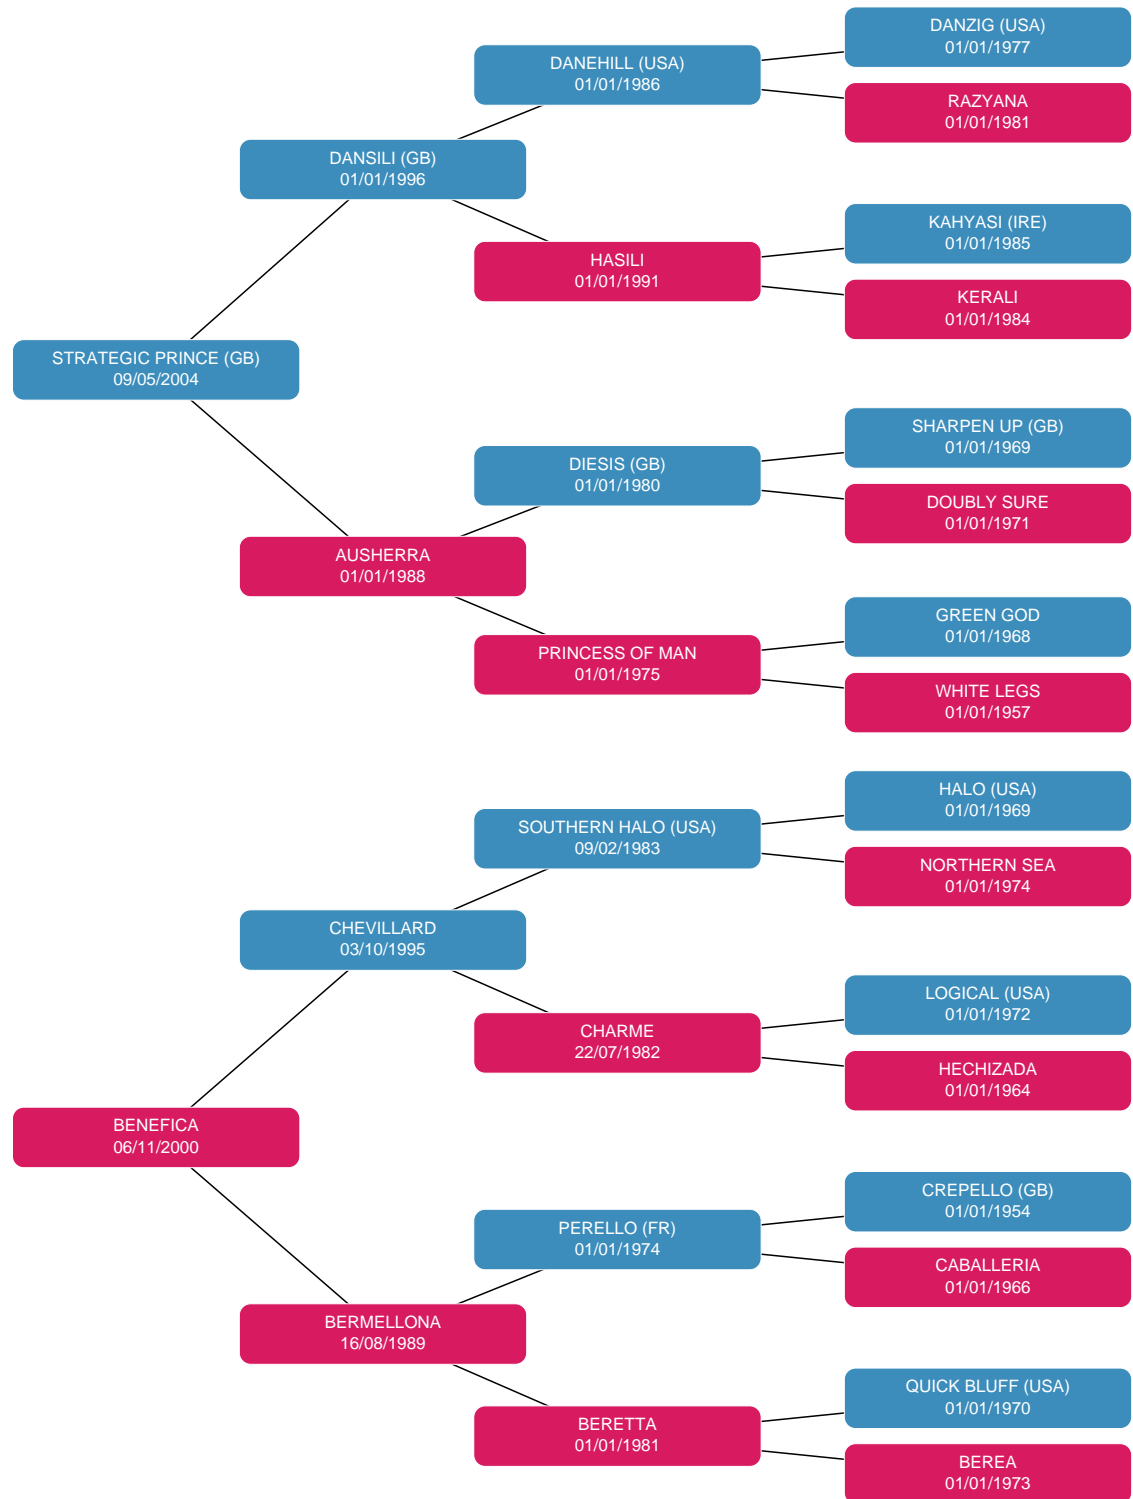 DANZIG (USA)
01/01/1977
DANEHILL (USA)
01/01/1986
RAZYANA
01/01/1981
DANSILI (GB)
01/01/1996
KAHYASI (IRE)
01/01/1985
HASILI
01/01/1991
KERALI
01/01/1984
STRATEGIC PRINCE (GB)
09/05/2004
SHARPEN UP (GB)
01/01/1969
DIESIS (GB)
01/01/1980
DOUBLY SURE
01/01/1971
AUSHERRA
01/01/1988
GREEN GOD
01/01/1968
PRINCESS OF MAN
01/01/1975
WHITE LEGS
01/01/1957
HALO (USA)
01/01/1969
SOUTHERN HALO (USA)
09/02/1983
NORTHERN SEA
01/01/1974
CHEVILLARD
03/10/1995
LOGICAL (USA)
01/01/1972
CHARME
22/07/1982
HECHIZADA
01/01/1964
BENEFICA
06/11/2000
CREPELLO (GB)
01/01/1954
PERELLO (FR)
01/01/1974
CABALLERIA
01/01/1966
BERMELLONA
16/08/1989
QUICK BLUFF (USA)
01/01/1970
BERETTA
01/01/1981
BEREA
01/01/1973